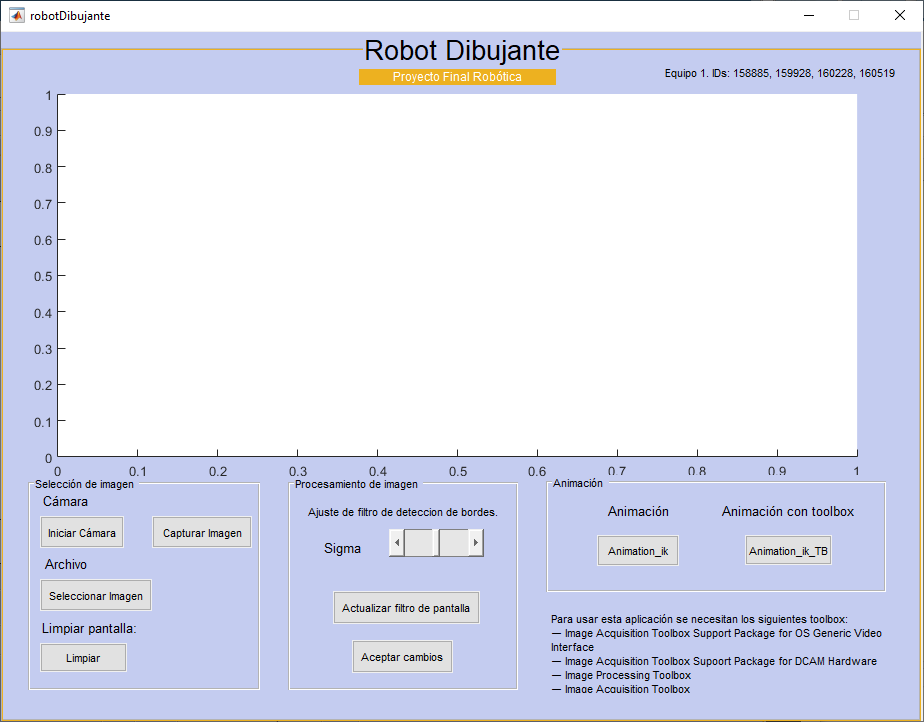 robotDibujante
Robot Dibujante
Proyecto Final Robótica
Equipo 1. IDs: 158885, 159928, 160228, 160519
1
0.9
0.8
0.7
0.6
0.5
0.4
0.3
0.2
0.1
0
0 0.1 0.2 0.3 0.4 0.5 0.6 0.7 0.8 0.9 1
Selección de imagen
Cámara
Iniciar Cámara Capturar Imagen
Archivo
Seleccionar Imagen
Limpiar pantalla:
Limpiar
Procesamiento de imagen
Ajuste de filtro de deteccion de bordes.
Sigma
Actualizar filtro de pantalla
Aceptar cambios
Animación
Animación Animación con toolbox
Animation_ik Animation_ik_TB
Para usar esta aplicación se necesitan los siguientes toolbox:
— Image Acquisition Toolbox Support Package for OS Generic Video
Interface
— Image Acquisition Toolbox Support Package for DCAM Hardware
— Image Processing Toolbox
— Image Acquisition Toolbox